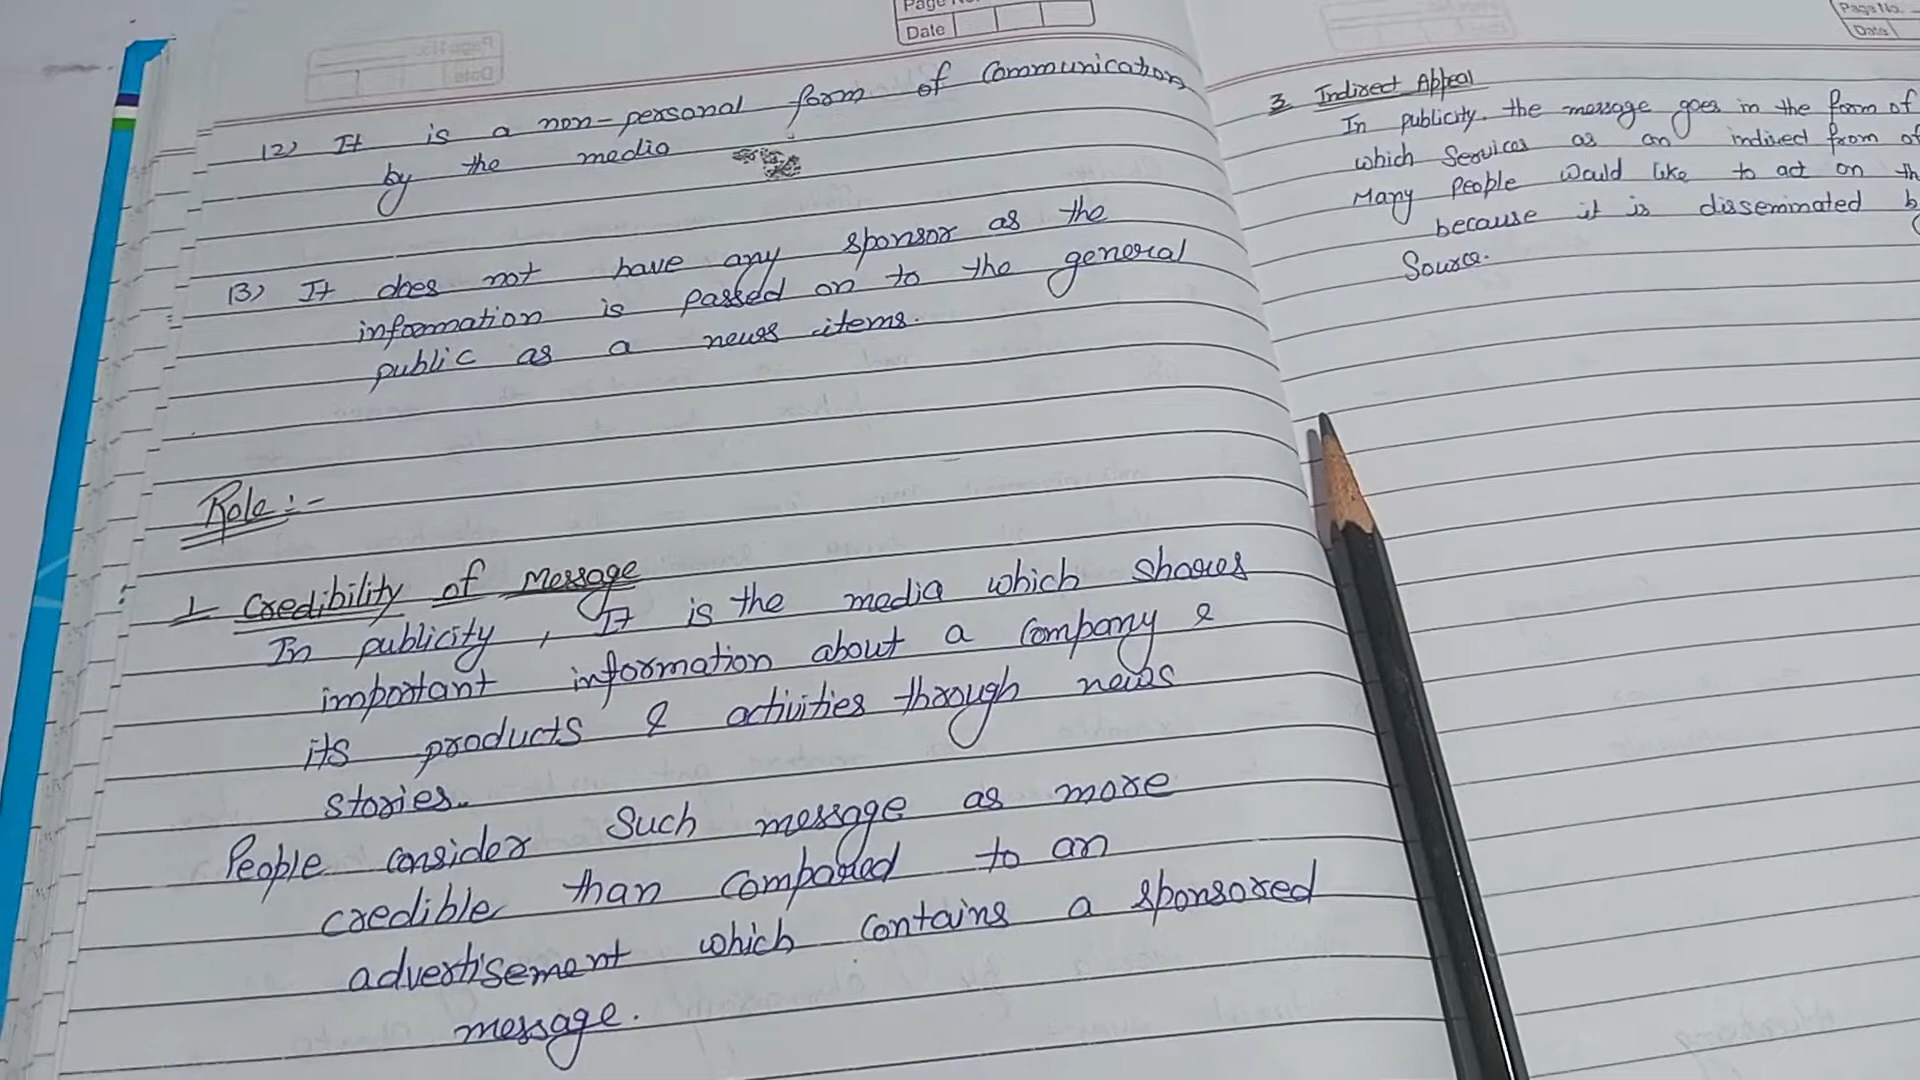 Page No.
Date
12) It is a non-personal form of Communication
by the media
13) It does not have any sponsor as the
information is passed on to the general
public as a news items.
Role :-
1 Credibility of Message
In publicity, It is the media which shares
important information about a Company &
its products & activities through news
stories.
People consider Such message as more
credible than Compared to an
advertisement which contains a sponsored
message.
Page No.
Date
3 Indirect Appeal
In publicity, the message goes in the form of
which Services as an indirect from of
Many People Would like to act on th
because it is disseminated b
Source.